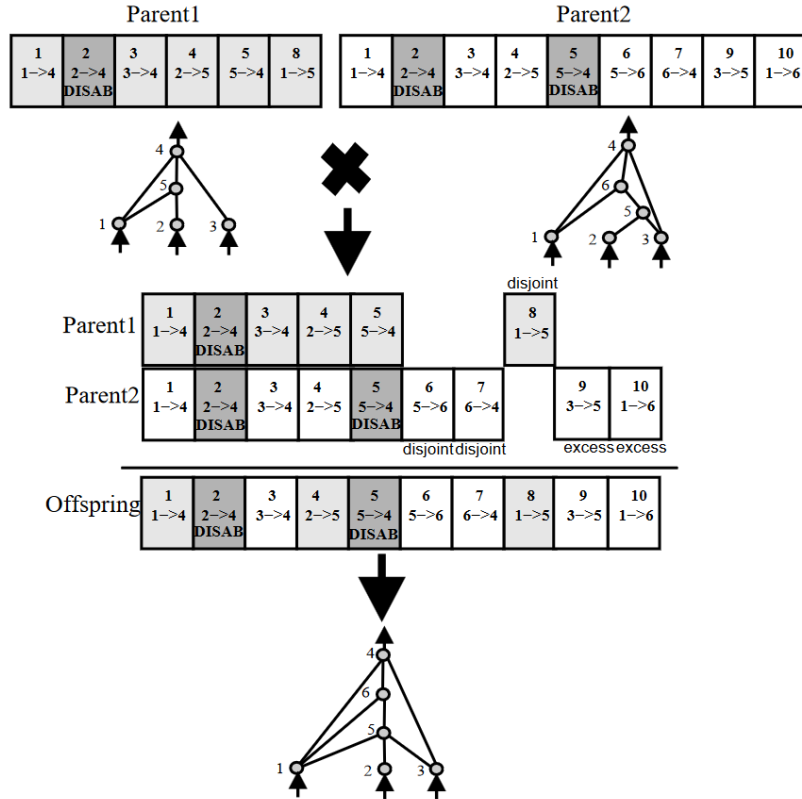 Parent1 Parent2
1 2 3 4 5 8 1 2 3 4 5 6 7 9 10
1->4 2->4 3->4 2->5 5->4 1->5 1->4 2->4 3->4 2->5 5->4 5->6 6->4 3->5 1->6
DISAB DISAB DISAB
4 4
5 6
5
1 2 3 1 2 3
disjoint
Parent1 1 2 3 4 5 8
1->4 2->4 3->4 2->5 5->4 1->5
DISAB
Parent2 1 2 3 4 5 6 7 9 10
1->4 2->4 3->4 2->5 5->4 5->6 6->4 3->5 1->6
DISAB DISAB
disjoint disjoint excess excess
Offspring 1 2 3 4 5 6 7 8 9 10
1->4 2->4 3->4 2->5 5->4 5->6 6->4 1->5 3->5 1->6
DISAB DISAB
4
6
5
1 2 3